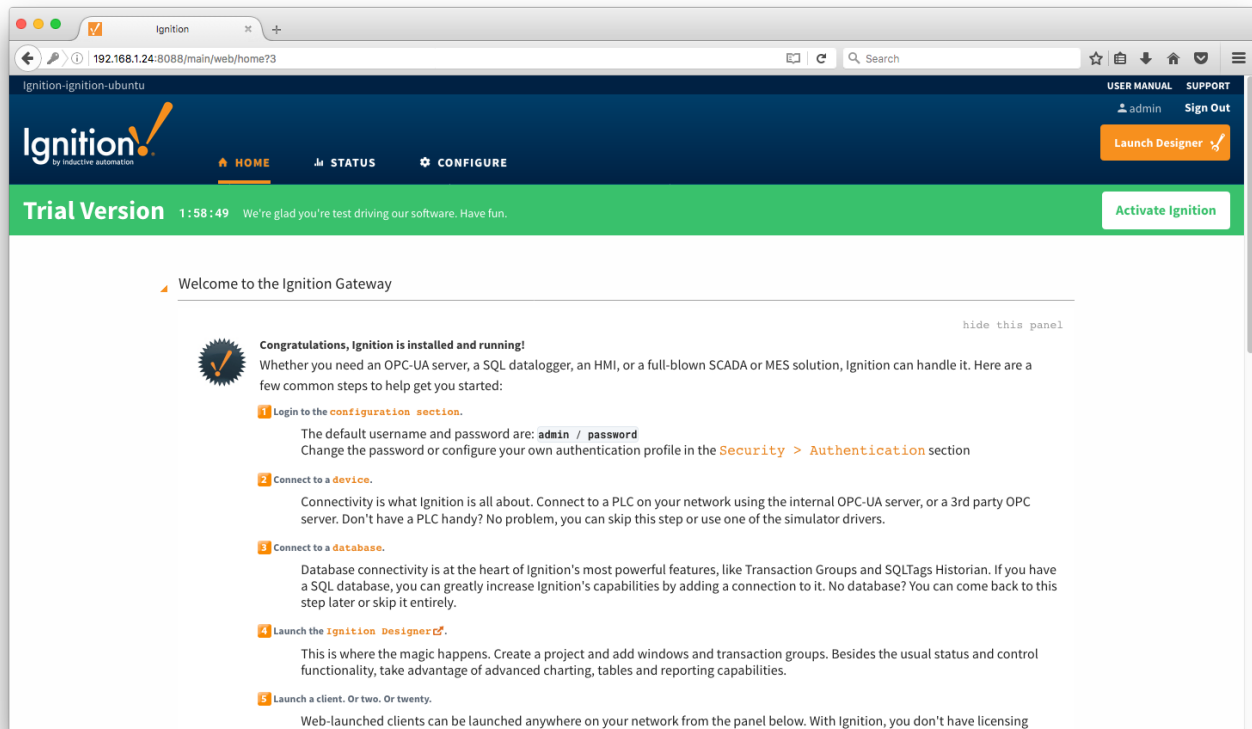 Ignition
192.168.1.24:8088/main/web/home?3
Search
Ignition-ignition-ubuntu
USER MANUAL SUPPORT
admin Sign Out
Ignition!
by inductive automation
HOME STATUS CONFIGURE
Launch Designer
Trial Version 1:58:49 We're glad you're test driving our software. Have fun.
Activate Ignition
Welcome to the Ignition Gateway
hide this panel
Congratulations, Ignition is installed and running!
Whether you need an OPC-UA server, a SQL datalogger, an HMI, or a full-blown SCADA or MES solution, Ignition can handle it. Here are a
few common steps to help get you started:
1 Login to the configuration section.
The default username and password are: admin / password
Change the password or configure your own authentication profile in the Security > Authentication section
2 Connect to a device.
Connectivity is what Ignition is all about. Connect to a PLC on your network using the internal OPC-UA server, or a 3rd party OPC
server. Don't have a PLC handy? No problem, you can skip this step or use one of the simulator drivers.
3 Connect to a database.
Database connectivity is at the heart of Ignition's most powerful features, like Transaction Groups and SQLTags Historian. If you have
a SQL database, you can greatly increase Ignition's capabilities by adding a connection to it. No database? You can come back to this
step later or skip it entirely.
4 Launch the Ignition Designer.
This is where the magic happens. Create a project and add windows and transaction groups. Besides the usual status and control
functionality, take advantage of advanced charting, tables and reporting capabilities.
5 Launch a client. Or two. Or twenty.
Web-launched clients can be launched anywhere on your network from the panel below. With Ignition, you don't have licensing